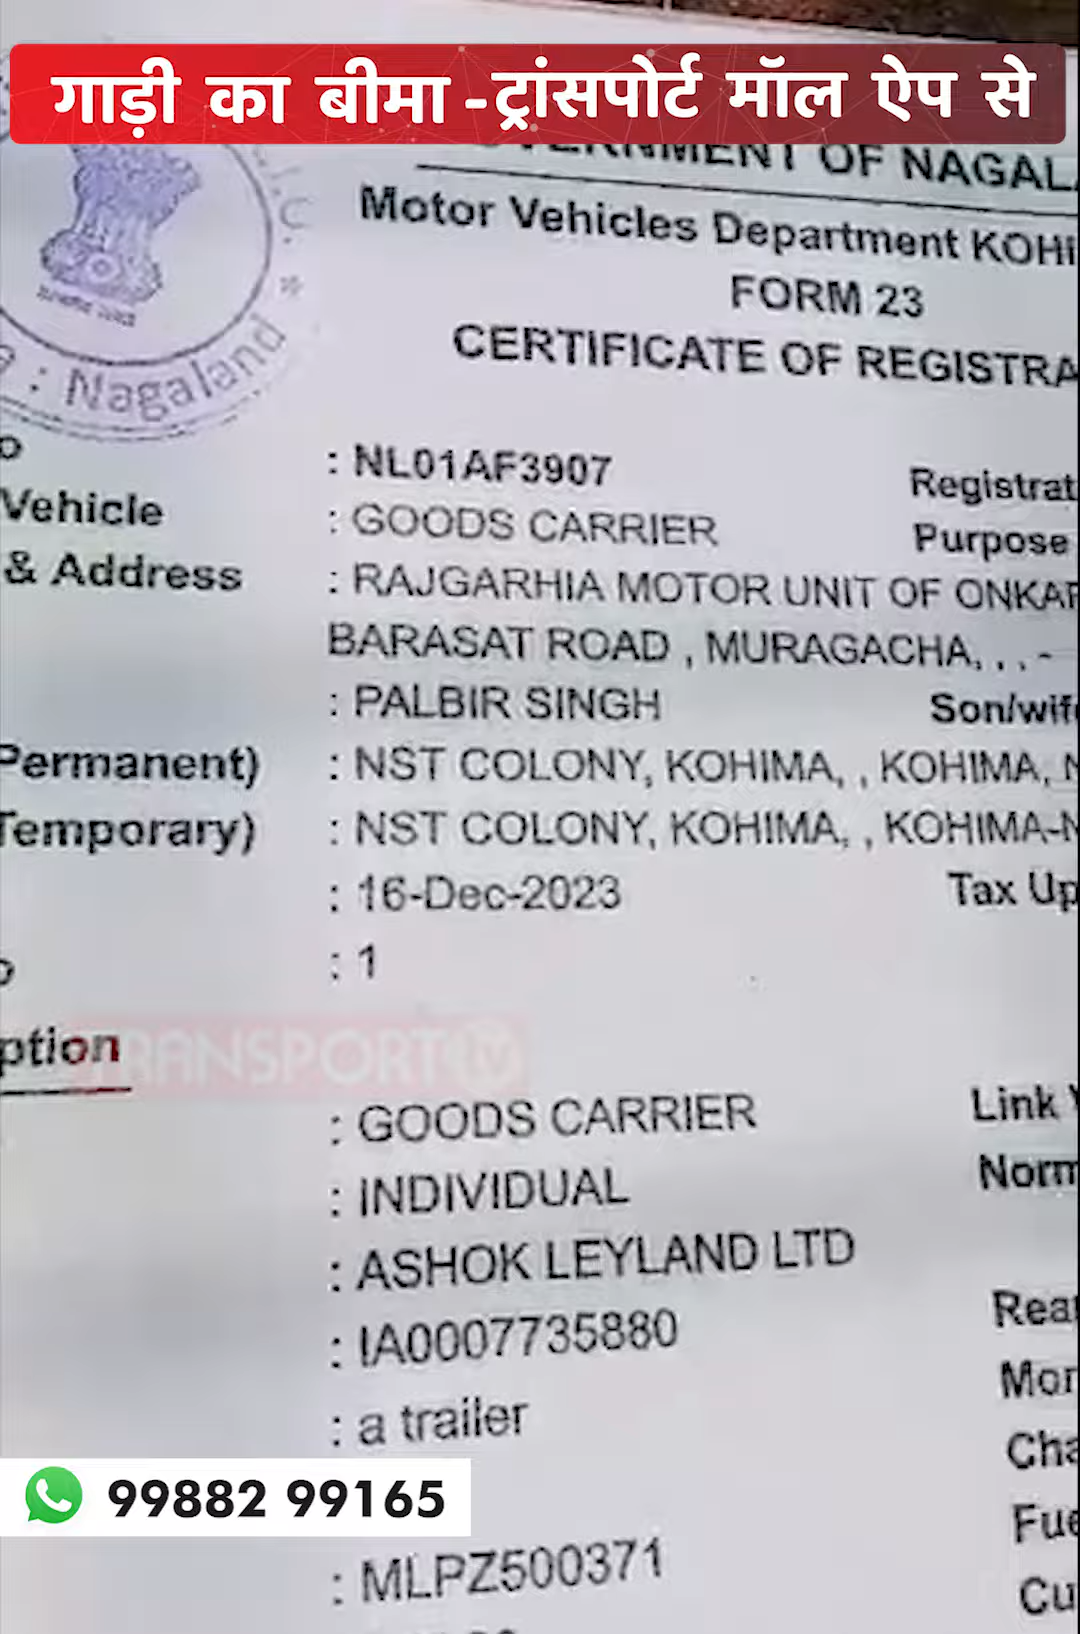 गाड़ी का बीमा -ट्रांसपोर्ट मॉल ऐप से
OF NAGAL
Motor Vehicles Department KOHI
FORM 23
CERTIFICATE OF REGISTRA
Nagaland
: NL01AF3907 Registrat
Vehicle : GOODS CARRIER Purpose
& Address : RAJGARHIA MOTOR UNIT OF ONKAR
BARASAT ROAD , MURAGACHA, , , -
: PALBIR SINGH Son/wife
Permanent) : NST COLONY, KOHIMA, , KOHIMA, N
Temporary) : NST COLONY, KOHIMA, , KOHIMA-N
: 16-Dec-2023 Tax Up
: 1
ption
TRANSPORT TV
: GOODS CARRIER Link
: INDIVIDUAL Norm
: ASHOK LEYLAND LTD
: IA0007735880 Rea
: a trailer Mor
Cha
99882 99165
Fue
: MLPZ500371 Cu